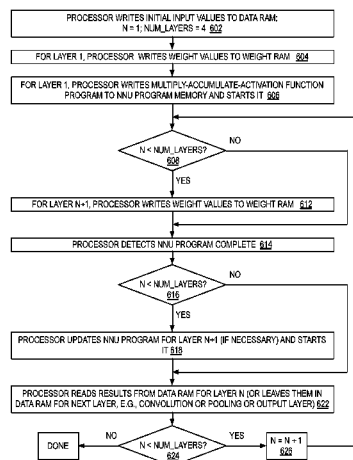 PROCESSOR WRITES INITIAL INPUT VALUES TO DATA RAM;
N = 1; NUM_LAYERS = 4 602
FOR LAYER 1, PROCESSOR WRITES WEIGHT VALUES TO WEIGHT RAM 604
FOR LAYER 1, PROCESSOR WRITES MULTIPLY-ACCUMULATE-ACTIVATION FUNCTION
PROGRAM TO NNU PROGRAM MEMORY AND STARTS IT 606
N < NUM_LAYERS?
608
NO
YES
FOR LAYER N+1, PROCESSOR WRITES WEIGHT VALUES TO WEIGHT RAM 612
PROCESSOR DETECTS NNU PROGRAM COMPLETE 614
N < NUM_LAYERS?
616
NO
YES
PROCESSOR UPDATES NNU PROGRAM FOR LAYER N+1 (IF NECESSARY) AND STARTS
IT 618
PROCESSOR READS RESULTS FROM DATA RAM FOR LAYER N (OR LEAVES THEM IN
DATA RAM FOR NEXT LAYER, E.G., CONVOLUTION OR POOLING OR OUTPUT LAYER) 622
DONE
NO
N < NUM_LAYERS?
624
YES
N = N + 1
626